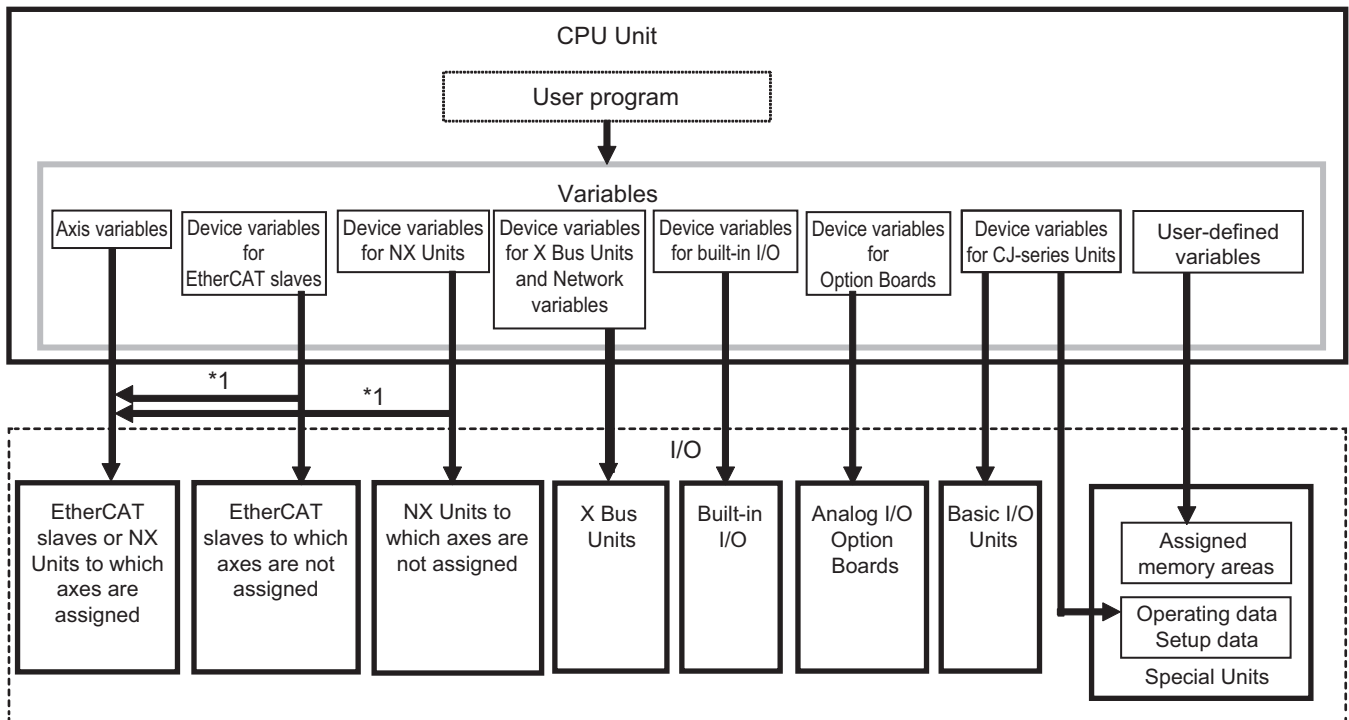 CPU Unit
User program
Variables
Axis variables
Device variables
for
EtherCAT slaves
Device variables
for NX Units
Device variables
for X Bus Units
and Network
variables
Device variables
for built-in I/O
Device variables
for
Option Boards
Device variables
for CJ-series Units
User-defined
variables
*1
*1
I/O
EtherCAT
slaves or NX
Units to which
axes are
assigned
EtherCAT
slaves to which
axes are not
assigned
NX Units to
which axes are
not assigned
X Bus
Units
Built-in
I/O
Analog I/O
Option
Boards
Basic I/O
Units
Assigned
memory areas
Operating data
Setup data
Special Units